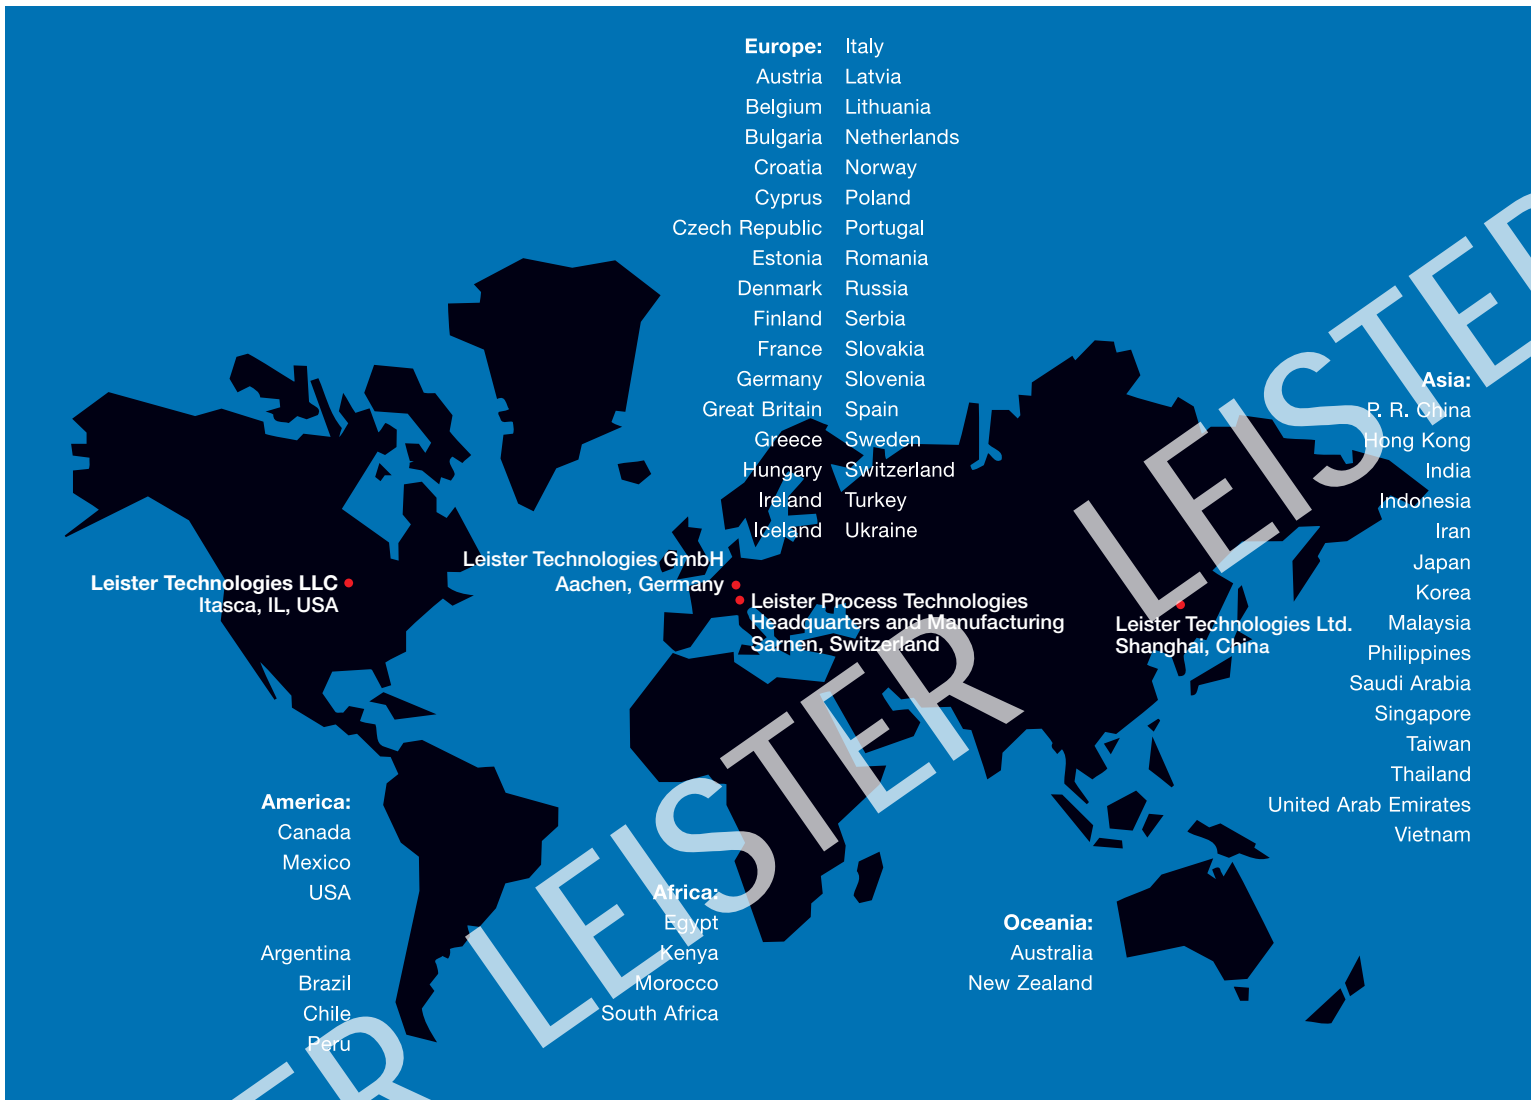 Europe:
Austria
Belgium
Bulgaria
Croatia
Cyprus
Czech Republic
Estonia
Denmark
Finland
France
Germany
Great Britain
Greece
Hungary
Ireland
Iceland
Italy
Latvia
Lithuania
Netherlands
Norway
Poland
Portugal
Romania
Russia
Serbia
Slovakia
Slovenia
Spain
Sweden
Switzerland
Turkey
Ukraine
Leister Technologies LLC
Itasca, IL, USA
Leister Technologies GmbH
Aachen, Germany
Leister Process Technologies
Headquarters and Manufacturing
Sarnen, Switzerland
Leister Technologies Ltd.
Shanghai, China
Asia:
P. R. China
Hong Kong
India
Indonesia
Iran
Japan
Korea
Malaysia
Philippines
Saudi Arabia
Singapore
Taiwan
Thailand
United Arab Emirates
Vietnam
America:
Canada
Mexico
USA
Argentina
Brazil
Chile
Peru
Africa:
Egypt
Kenya
Morocco
South Africa
Oceania:
Australia
New Zealand
ER LEISTER LEISTER